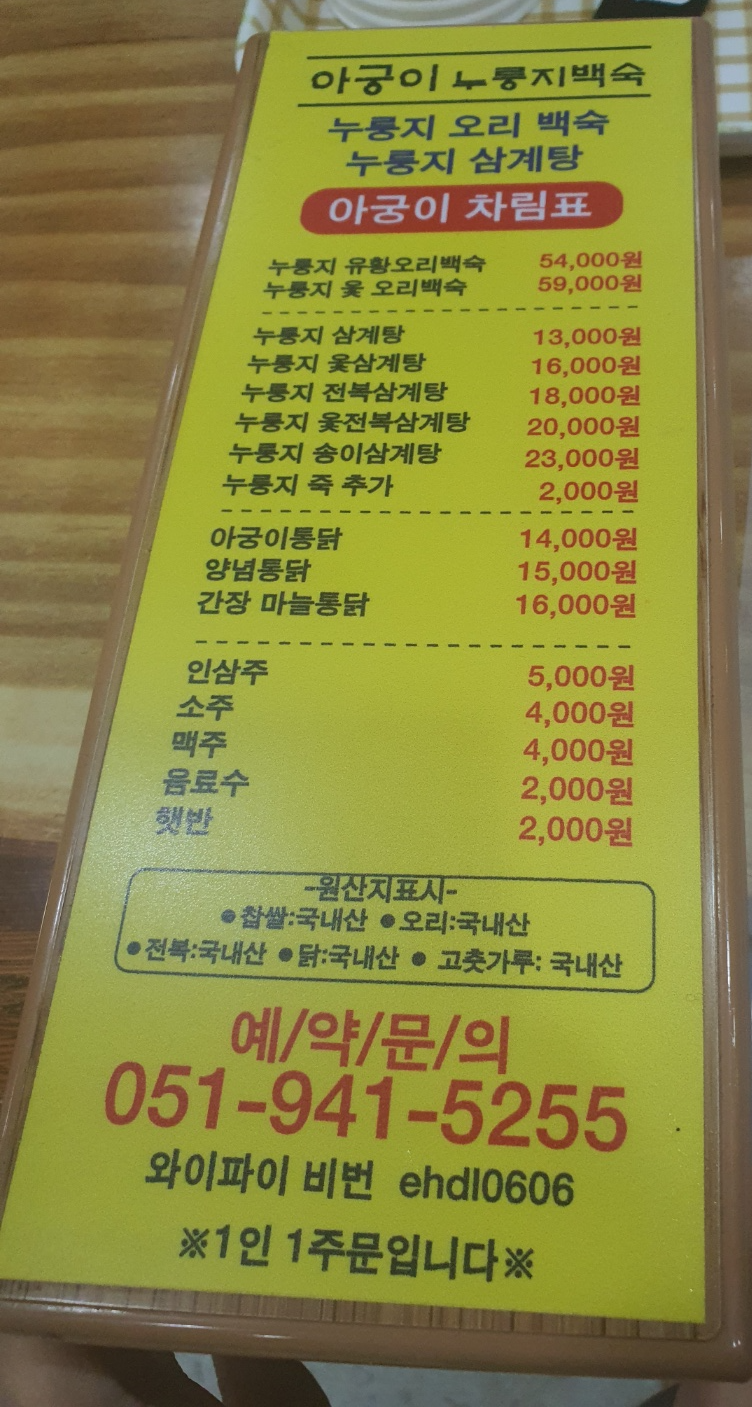 아궁이 누룽지백숙
누룽지 오리 백숙
누룽지 삼계탕
아궁이 차림표
누룽지 유황오리백숙 54,000원
누룽지 옻 오리백숙 59,000원
누룽지 삼계탕 13,000원
누룽지 옻삼계탕 16,000원
누룽지 전복삼계탕 18,000원
누룽지 옻전복삼계탕 20,000원
누룽지 송이삼계탕 23,000원
누룽지 죽 추가 2,000원
아궁이통닭 14,000원
양념통닭 15,000원
간장 마늘통닭 16,000원
인삼주 5,000원
소주 4,000원
맥주 4,000원
음료수 2,000원
햇반 2,000원
-원산지표시-
●찹쌀:국내산 ●오리:국내산
●전복:국내산 ●닭:국내산 ● 고춧가루: 국내산
예/약/문/의
051-941-5255
와이파이 비번 ehdl0606
※1인 1주문입니다※